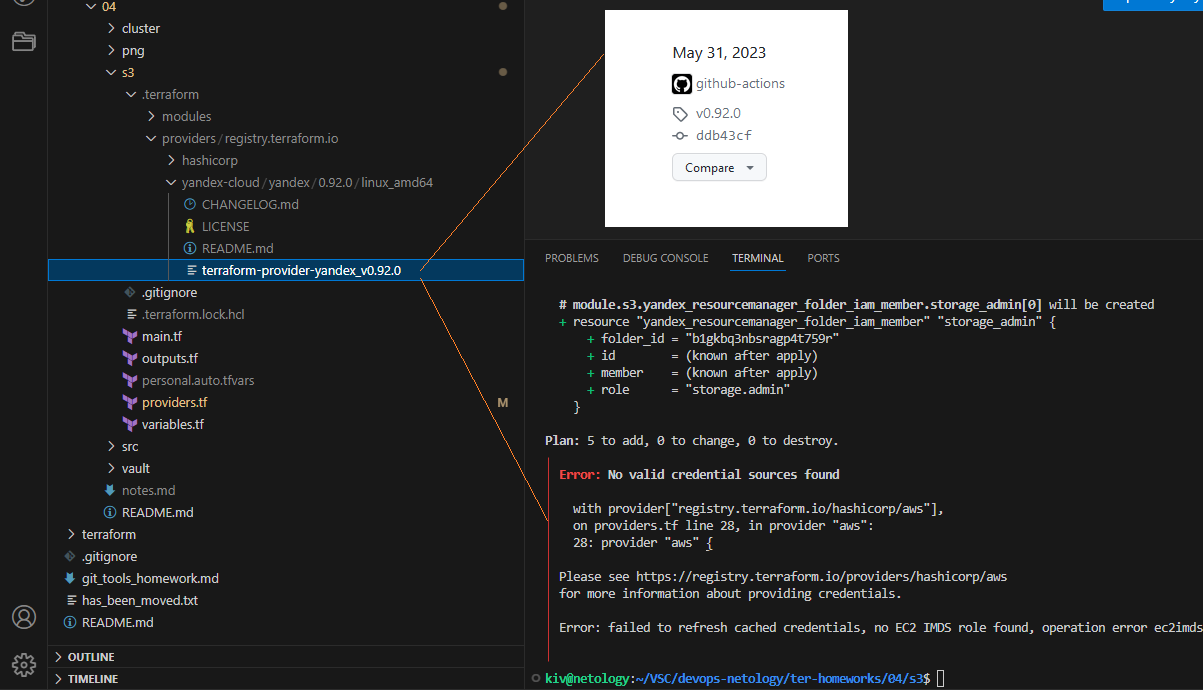 04
cluster
png
s3
.terraform
modules
providers / registry.terraform.io
hashicorp
yandex-cloud / yandex / 0.92.0 / linux_amd64
CHANGELOG.md
LICENSE
README.md
terraform-provider-yandex_v0.92.0
.gitignore
.terraform.lock.hcl
main.tf
outputs.tf
personal.auto.tfvars
providers.tf M
variables.tf
src
vault
notes.md
README.md
terraform
.gitignore
git_tools_homework.md
has_been_moved.txt
README.md
OUTLINE
TIMELINE
May 31, 2023
github-actions
v0.92.0
ddb43cf
Compare
PROBLEMS DEBUG CONSOLE TERMINAL PORTS
# module.s3.yandex_resourcemanager_folder_iam_member.storage_admin[0] will be created
+ resource "yandex_resourcemanager_folder_iam_member" "storage_admin" {
+ folder_id = "b1gkbq3nbsragp4t759r"
+ id = (known after apply)
+ member = (known after apply)
+ role = "storage.admin"
}
Plan: 5 to add, 0 to change, 0 to destroy.
Error: No valid credential sources found
with provider["registry.terraform.io/hashicorp/aws"],
on providers.tf line 28, in provider "aws":
28: provider "aws" {
Please see https://registry.terraform.io/providers/hashicorp/aws
for more information about providing credentials.
Error: failed to refresh cached credentials, no EC2 IMDS role found, operation error ec2imds
kiv@netology:~/VSC/devops-netology/ter-homeworks/04/s3$